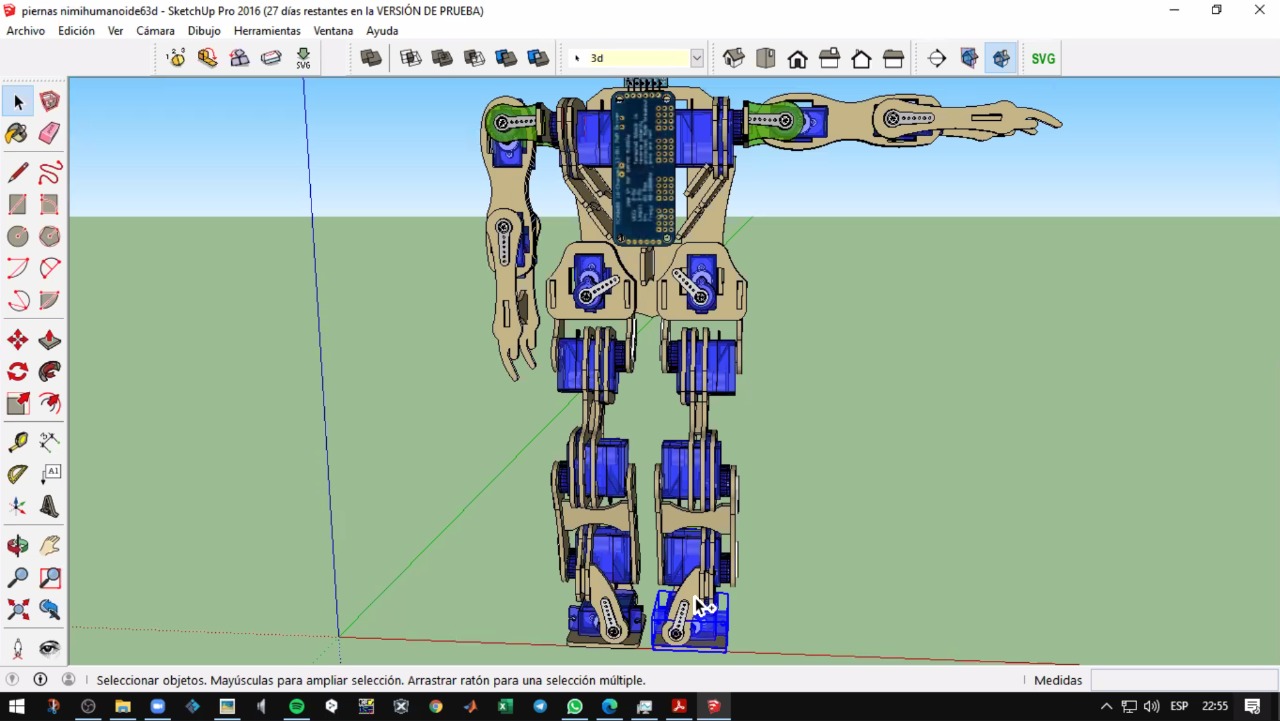 piernas nimihumanoide63d - SketchUp Pro 2016 (27 días restantes en la VERSIÓN DE PRUEBA)
Archivo Edición Ver Cámara Dibujo Herramientas Ventana Ayuda
SVG 3d SVG
A1
Seleccionar objetos. Mayúsculas para ampliar selección. Arrastrar ratón para una selección múltiple.
Medidas
ESP 22:55